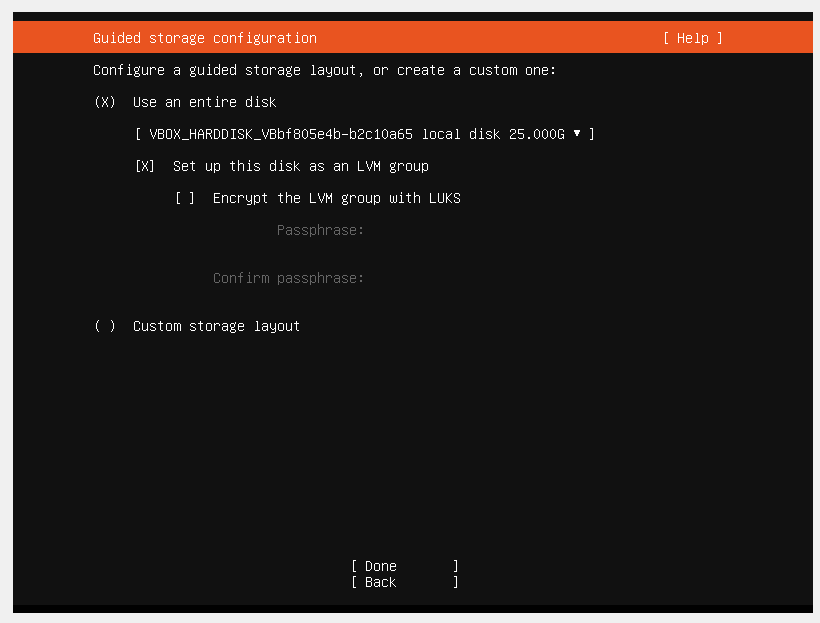 Guided storage configuration [ Help ]
Configure a guided storage layout, or create a custom one:
(X) Use an entire disk
[ VBOX_HARDDISK_VBbf805e4b-b2c10a65 local disk 25.000G ▾ ]
[X] Set up this disk as an LVM group
[ ] Encrypt the LVM group with LUKS
Passphrase:
Confirm passphrase:
( ) Custom storage layout
[ Done ]
[ Back ]